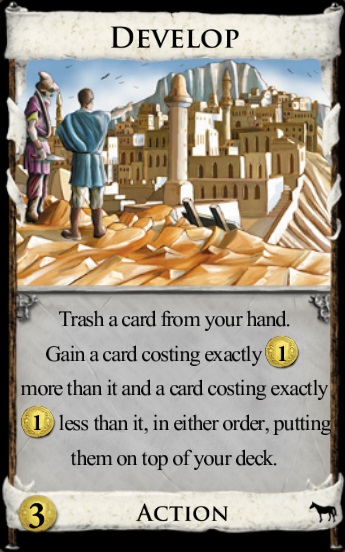 DEVELOP
Trash a card from your hand.
Gain a card costing exactly 1
more than it and a card costing exactly
1 less than it, in either order, putting
them on top of your deck.
3 ACTION